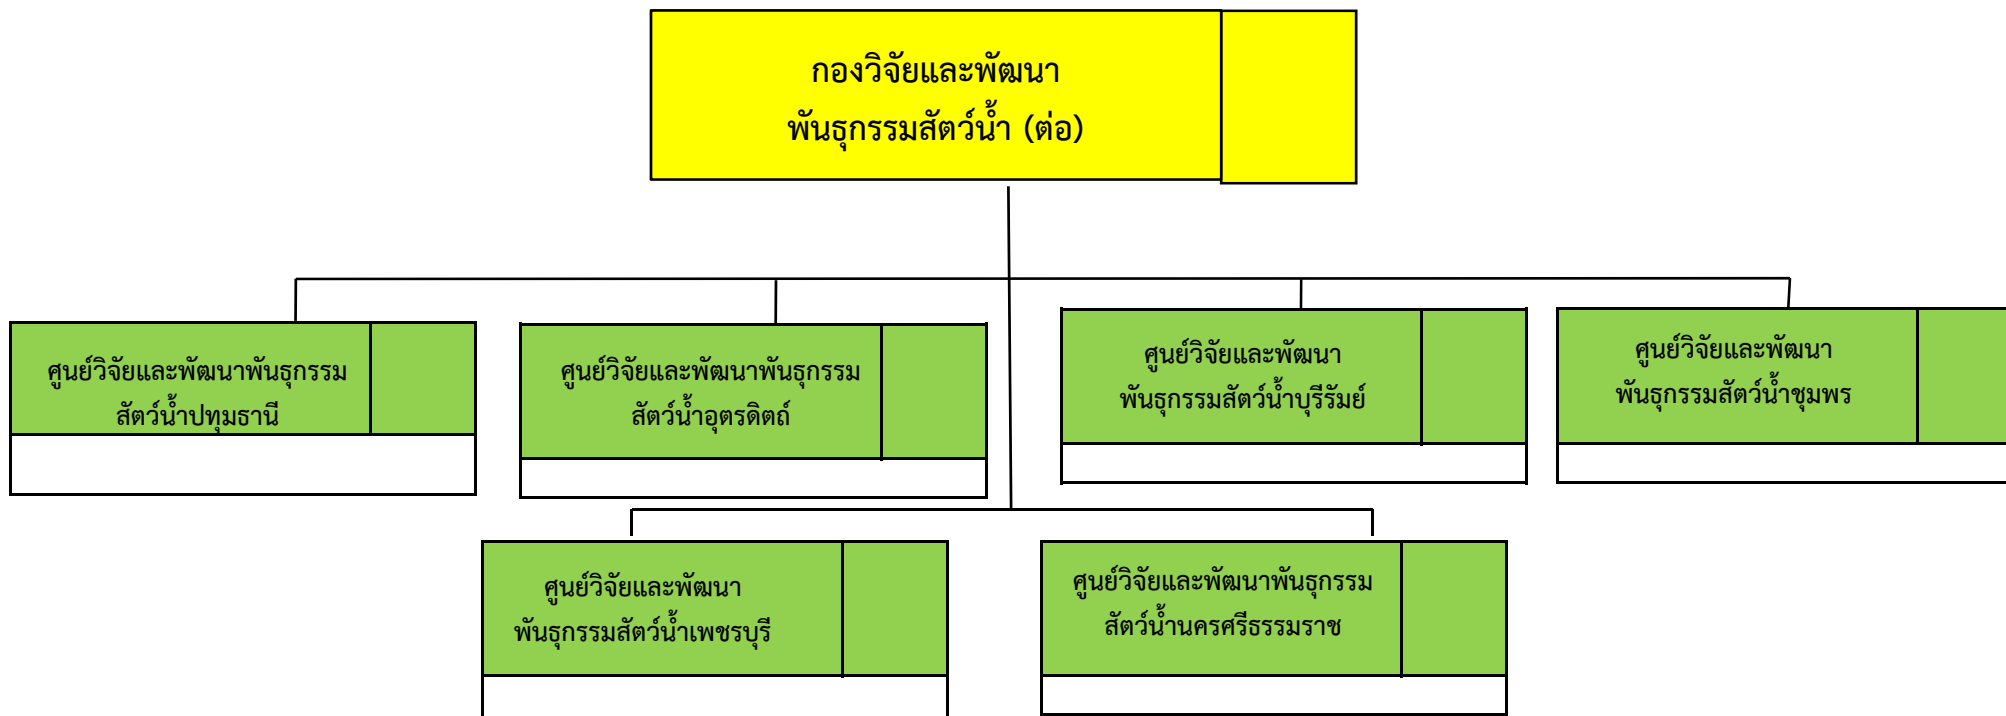 กองวิจัยและพัฒนา
พันธุกรรมสัตว์น้ำ (ต่อ)
ศูนย์วิจัยและพัฒนาพันธุกรรม
สัตว์น้ำปทุมธานี
ศูนย์วิจัยและพัฒนาพันธุกรรม
สัตว์น้ำอุตรดิตถ์
ศูนย์วิจัยและพัฒนา
พันธุกรรมสัตว์น้ำบุรีรัมย์
ศูนย์วิจัยและพัฒนา
พันธุกรรมสัตว์น้ำชุมพร
ศูนย์วิจัยและพัฒนา
พันธุกรรมสัตว์น้ำเพชรบุรี
ศูนย์วิจัยและพัฒนาพันธุกรรม
สัตว์น้ำนครศรีธรรมราช